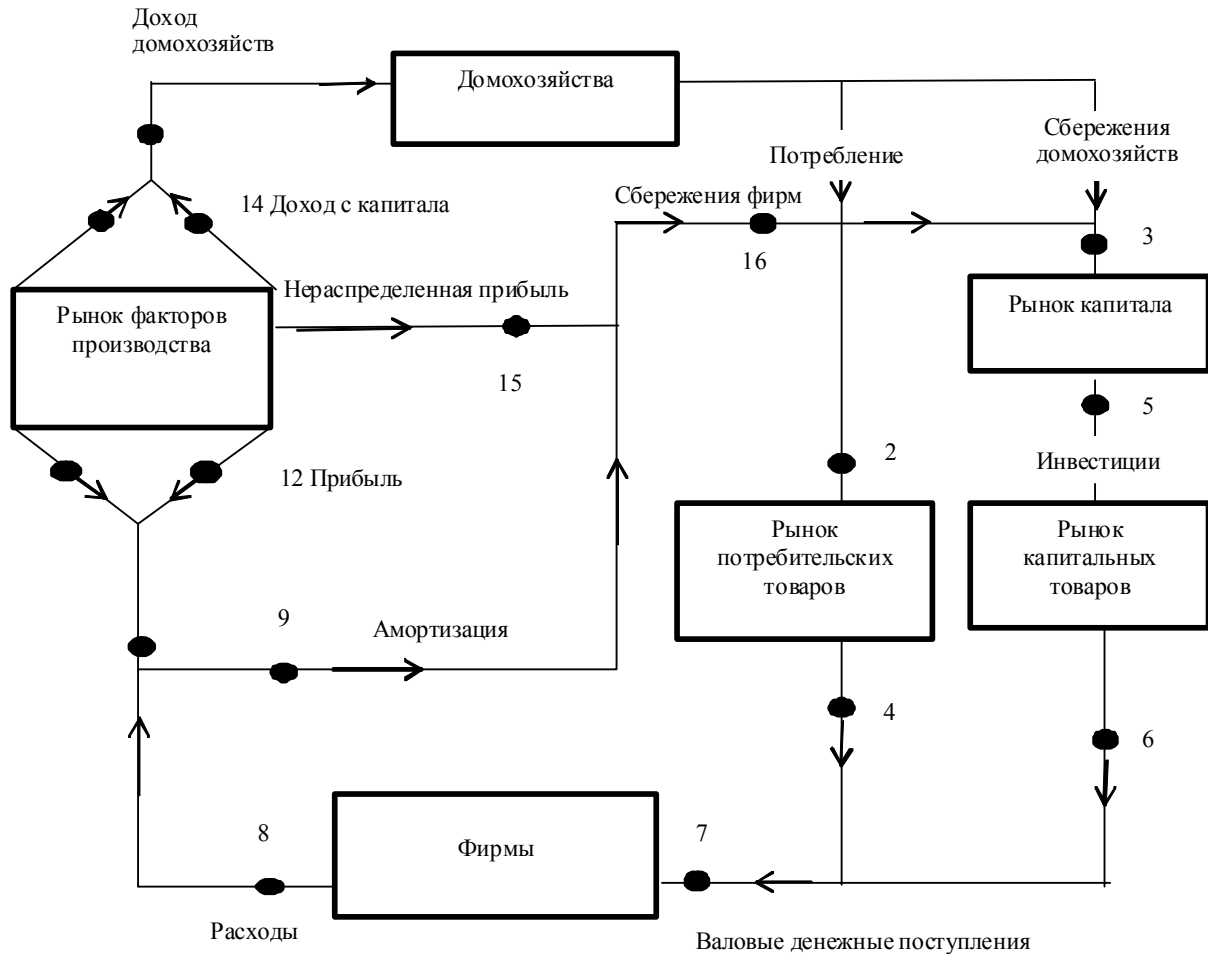 Доход
домохозяйств
Домохозяйства
Сбережения
домохозяйств
Потребление
14 Доход с капитала
Сбережения фирм
16
3
Нераспределенная прибыль
Рынок факторов
производства
Рынок капитала
15
5
2
Инвестиции
12 Прибыль
Рынок
потребительских
товаров
Рынок
капитальных
товаров
9
Амортизация
4
6
8
7
Фирмы
Расходы
Валовые денежные поступления